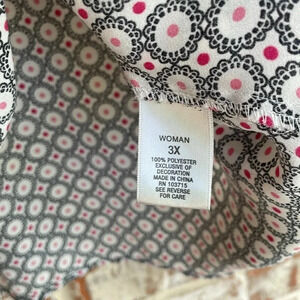 WOMAN
3X
100% POLYESTER
EXCLUSIVE OF
DECORATION
MADE IN CHINA
RN 103715
SEE REVERSE
FOR CARE